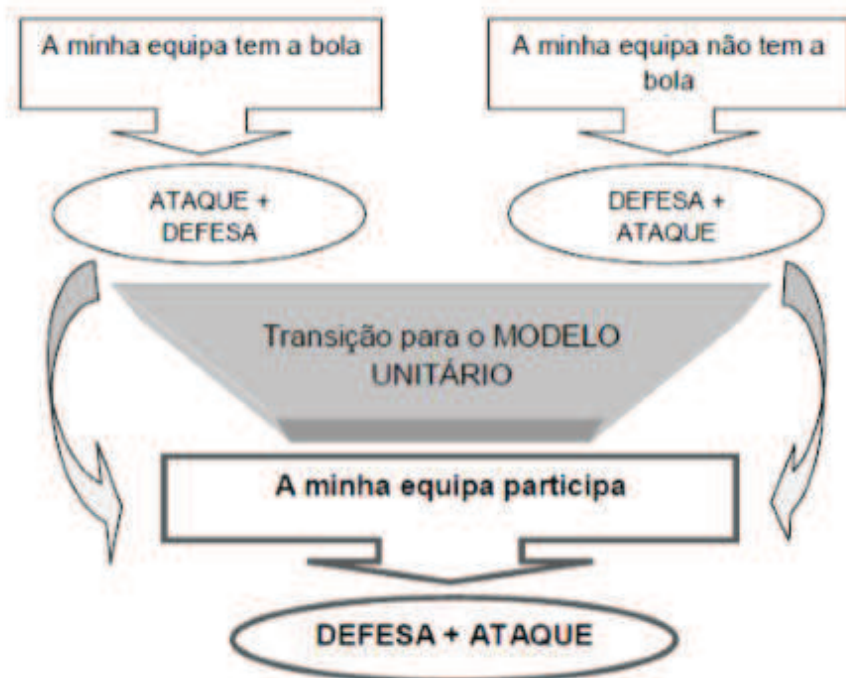 A minha equipa tem a bola
A minha equipa não tem a
bola
ATAQUE +
DEFESA
DEFESA +
ATAQUE
Transição para o MODELO
UNITÁRIO
A minha equipa participa
DEFESA + ATAQUE